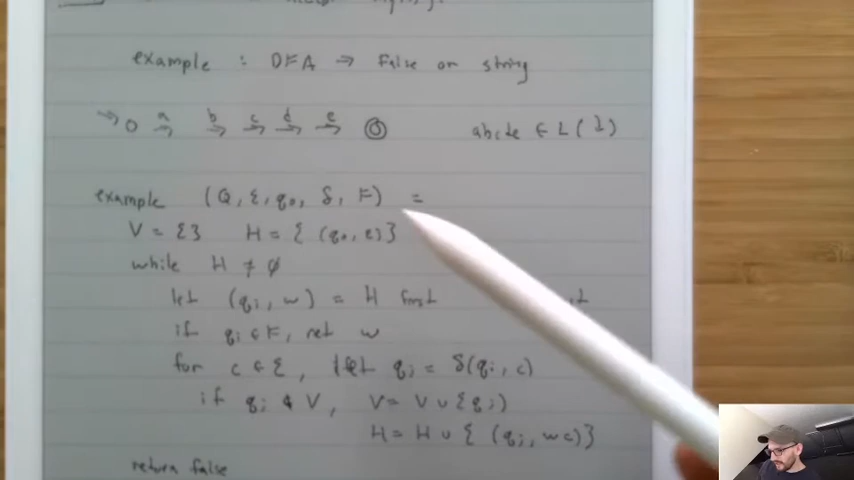 example : DFA → False or string
→ O a→ b→ c→ d→ e→ ◎ abcde ∈ L(↓)
example (Q, Σ, q₀, δ, F) =
V = {} H = { (q₀, ε)}
while H ≠ ∅
let (qi, w) = H first
if qi ∈ F, ret w
for c ∈ Σ, let qj = δ(qi, c)
if qj ∉ V, V = V ∪ {qj}
H = H ∪ { (qj, wc)}
return false